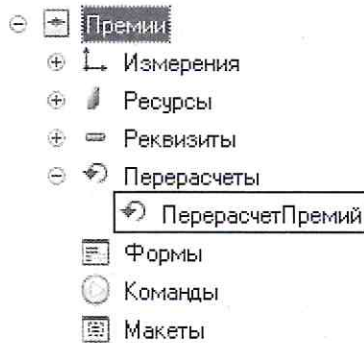 Премии
Измерения
Ресурсы
Реквизиты
Перерасчеты
ПерерасчетПремий
Формы
Команды
Макеты